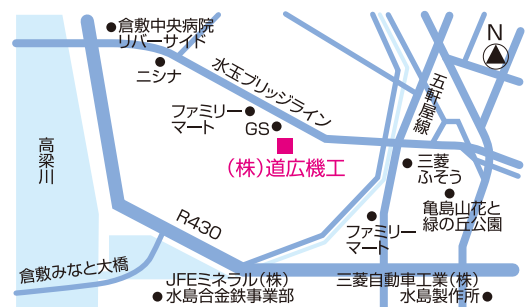 倉敷中央病院
リバーサイド
ニシナ
水玉ブリッジライン
ファミリー
マート
GS
(株)道広機工
五軒屋線
N
高梁川
三菱
ふそう
亀島山花と
緑の丘公園
R430
ファミリー
マート
倉敷みなと大橋
JFEミネラル(株)
水島合金鉄事業部
三菱自動車工業(株)
水島製作所